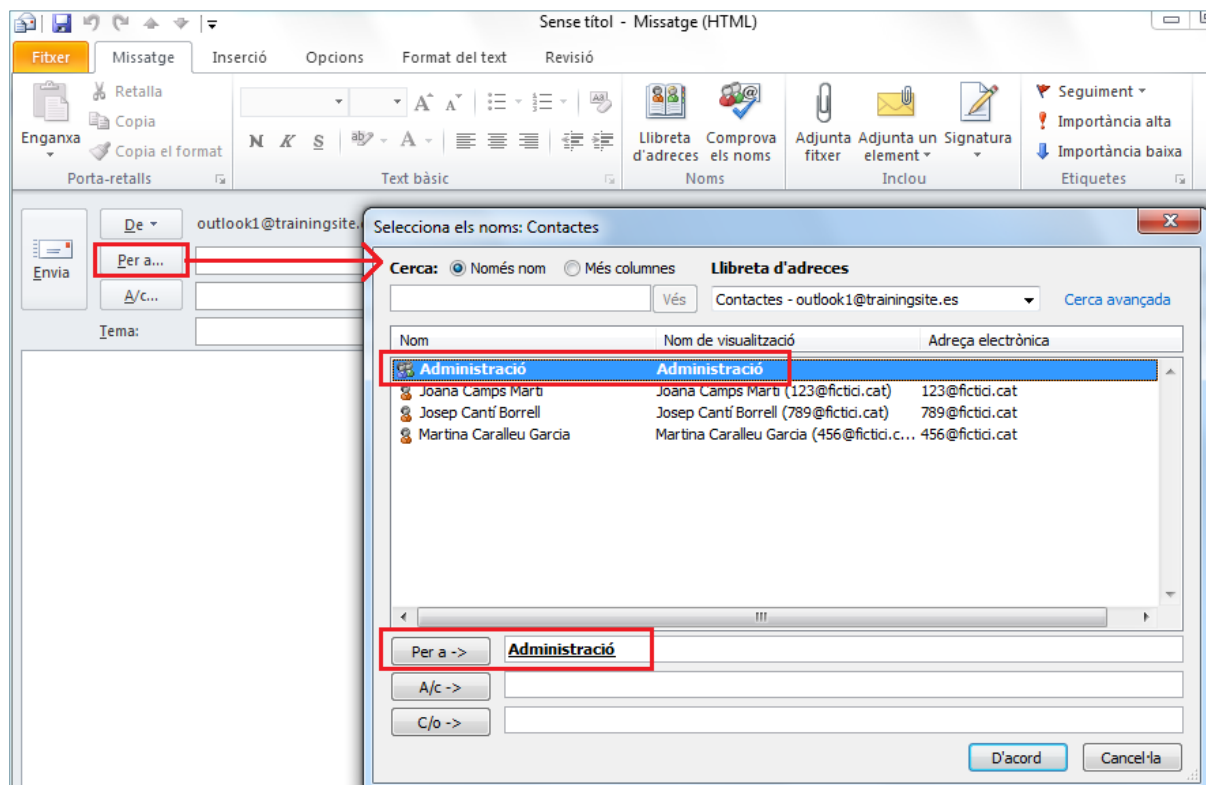 Sense títol - Missatge (HTML)
Fitxer Missatge Inserció Opcions Format del text Revisió
Enganxa
Retalla
Copia
Copia el format
Porta-retalls
N K S ab A
A A Aa
Text bàsic
Llibreta d'adreces
Comprova els noms
Noms
Adjunta fitxer
Adjunta un element
Signatura
Inclou
Seguiment
Importància alta
Importància baixa
Etiquetes
Envia
De outlook1@trainingsite.
Per a...
A/c...
Tema:
Selecciona els noms: Contactes
Cerca: Només nom Més columnes Llibreta d'adreces
Vés Contactes - outlook1@trainingsite.es Cerca avançada
Nom Nom de visualització Adreça electrònica
Administració Administració
Joana Camps Martí Joana Camps Martí (123@fictici.cat) 123@fictici.cat
Josep Cantí Borrell Josep Cantí Borrell (789@fictici.cat) 789@fictici.cat
Martina Caralleu Garcia Martina Caralleu Garcia (456@fictici.c... 456@fictici.cat
Per a -> Administració
A/c ->
C/o ->
D'acord Cancel·la